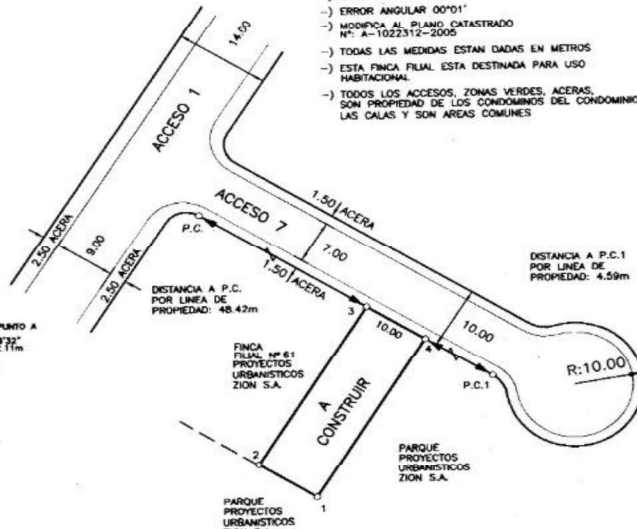 -) ERROR ANGULAR 00°01'
-) MODIFICA AL PLANO CATASTRADO
Nº: A-1022312-2005
-) TODAS LAS MEDIDAS ESTAN DADAS EN METROS
-) ESTA FINCA FILIAL ESTA DESTINADA PARA USO
HABITACIONAL
-) TODOS LOS ACCESOS, ZONAS VERDES, ACERAS,
SON PROPIEDAD DE LOS CONDOMINOS DEL CONDOMINIO
LAS CALAS Y SON AREAS COMUNES
14.00
ACCESO 1
ACCESO 7
1.50 ACERA
P.C.
7.00
2.50 ACERA
9.00
2.50 ACERA
1.50 ACERA
DISTANCIA A P.C.1
POR LINEA DE
PROPIEDAD: 4.59m
DISTANCIA A P.C.
POR LINEA DE
PROPIEDAD: 48.42m
3
10.00
4
10.00
P.C.1
R:10.00
PUNTO A
32"
11m
FINCA
FILIAL Nº 61
PROYECTOS
URBANISTICOS
ZION S.A.
A
CONSTRUIR
PARQUE
PROYECTOS
URBANISTICOS
ZION S.A.
2
1
PARQUE
PROYECTOS
URBANISTICOS